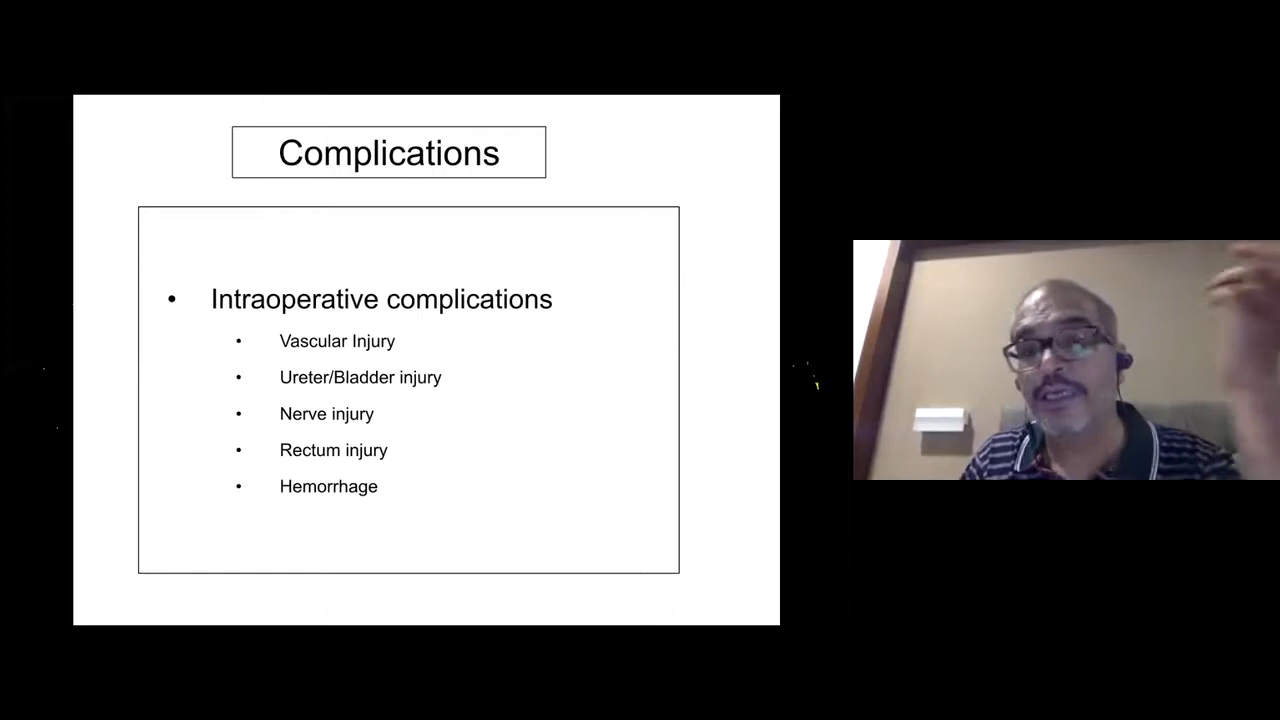 Complications
• Intraoperative complications
• Vascular Injury
• Ureter/Bladder injury
• Nerve injury
• Rectum injury
• Hemorrhage